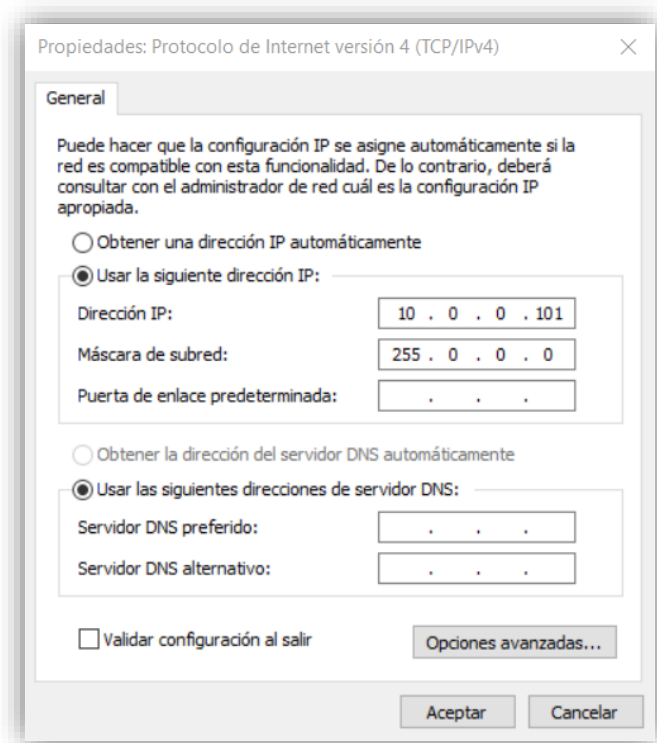 Propiedades: Protocolo de Internet versión 4 (TCP/IPv4)
General
Puede hacer que la configuración IP se asigne automáticamente si la
red es compatible con esta funcionalidad. De lo contrario, deberá
consultar con el administrador de red cuál es la configuración IP
apropiada.
Obtener una dirección IP automáticamente
Usar la siguiente dirección IP:
Dirección IP: 10 . 0 . 0 . 101
Máscara de subred: 255 . 0 . 0 . 0
Puerta de enlace predeterminada: . . .
Obtener la dirección del servidor DNS automáticamente
Usar las siguientes direcciones de servidor DNS:
Servidor DNS preferido: . . .
Servidor DNS alternativo: . . .
Validar configuración al salir Opciones avanzadas...
Aceptar Cancelar